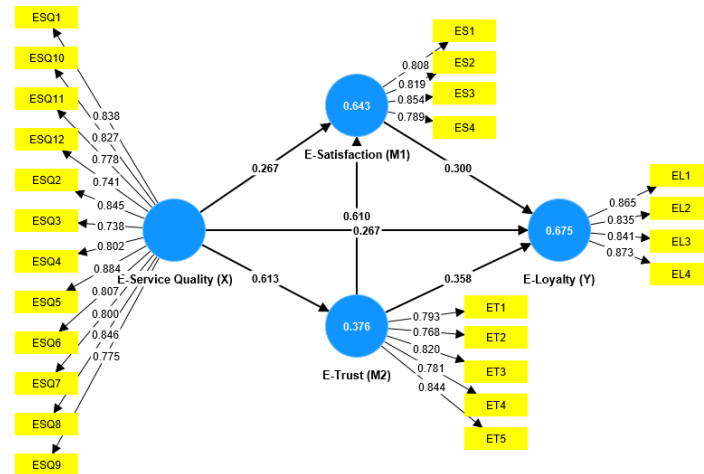 ESQ1
ESQ10
ESQ11
ESQ12
ESQ2
ESQ3
ESQ4
ESQ5
ESQ6
ESQ7
ESQ8
ESQ9
0.838
0.827
0.778
0.741
0.845
0.738
0.802
0.884
0.807
0.800
0.846
0.775
E-Service Quality (X)
0.267
0.613
0.643
E-Satisfaction (M1)
0.808
0.819
0.854
0.789
ES1
ES2
ES3
ES4
0.610
0.267
0.300
0.358
0.376
E-Trust (M2)
0.793
0.768
0.820
0.781
0.844
ET1
ET2
ET3
ET4
ET5
0.675
E-Loyalty (Y)
0.865
0.835
0.841
0.873
EL1
EL2
EL3
EL4